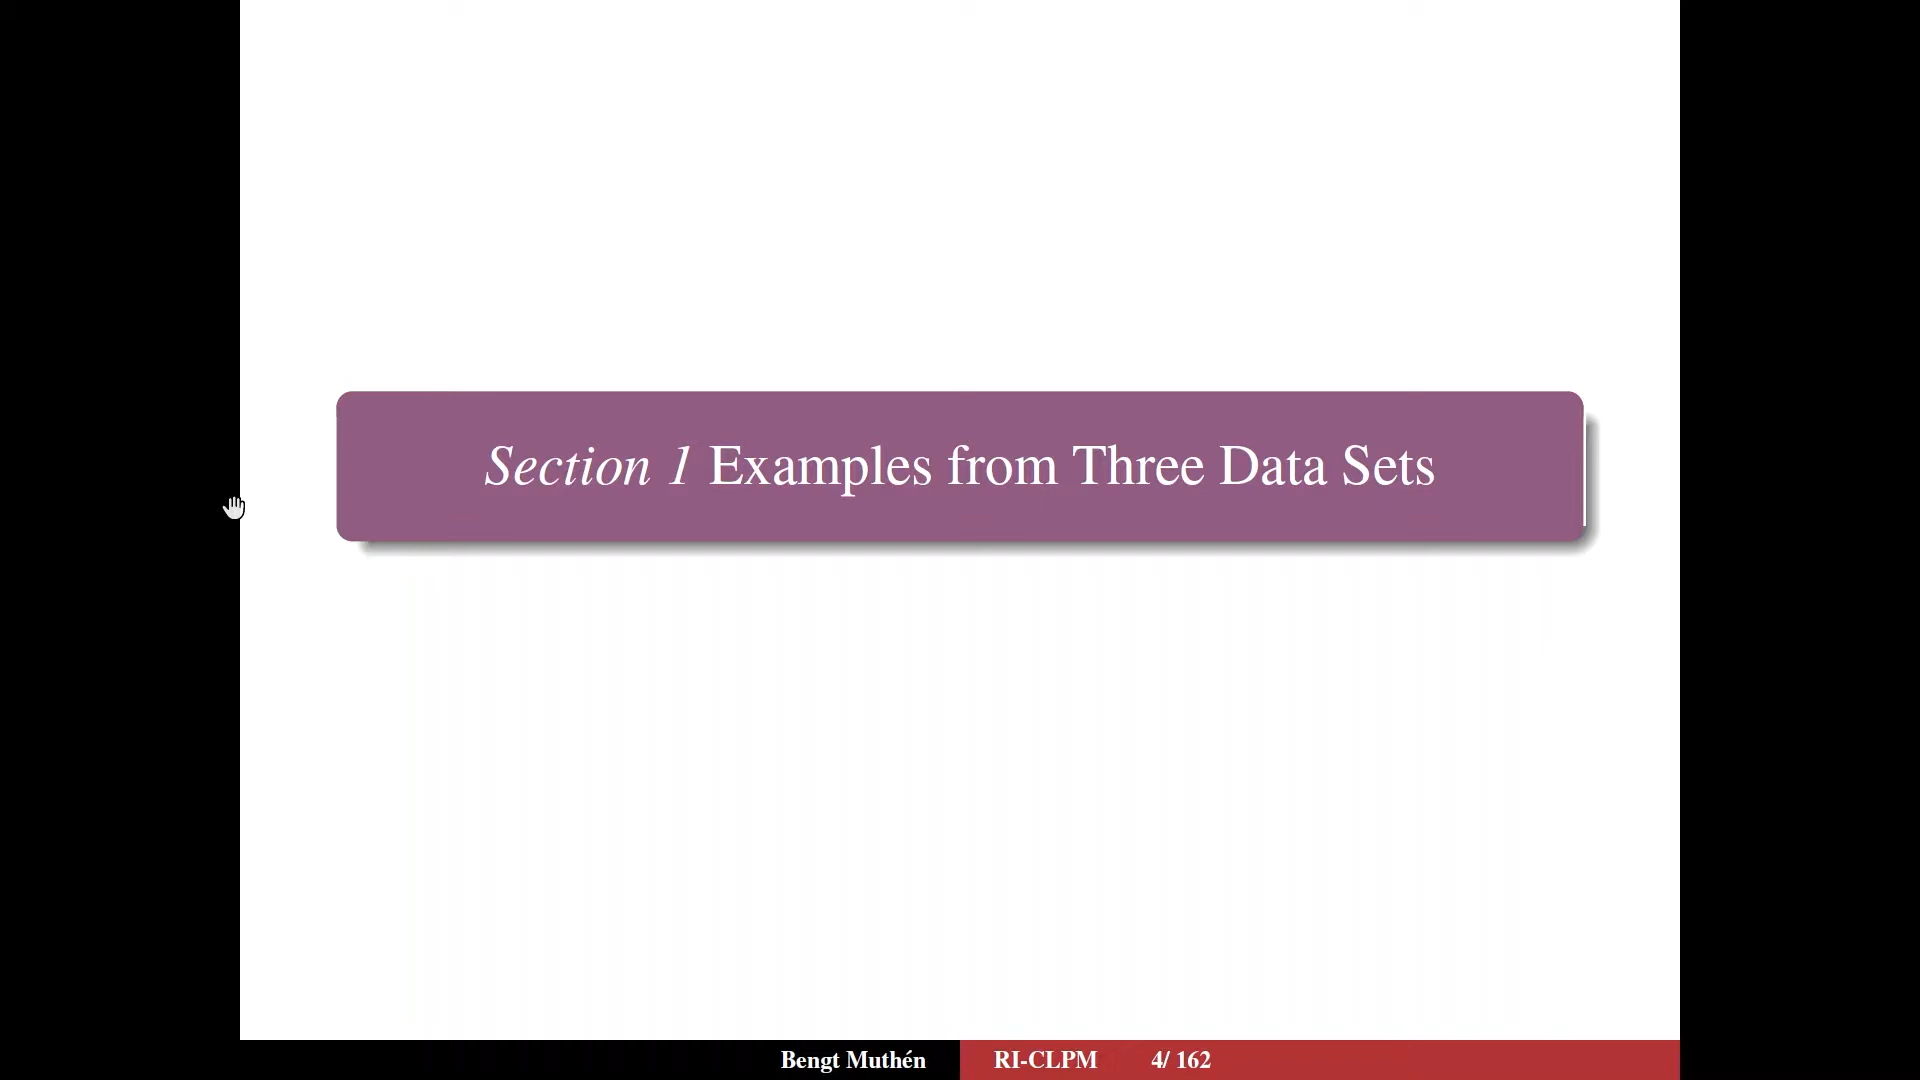 Section 1 Examples from Three Data Sets
Bengt Muthén RI-CLPM 4/ 162